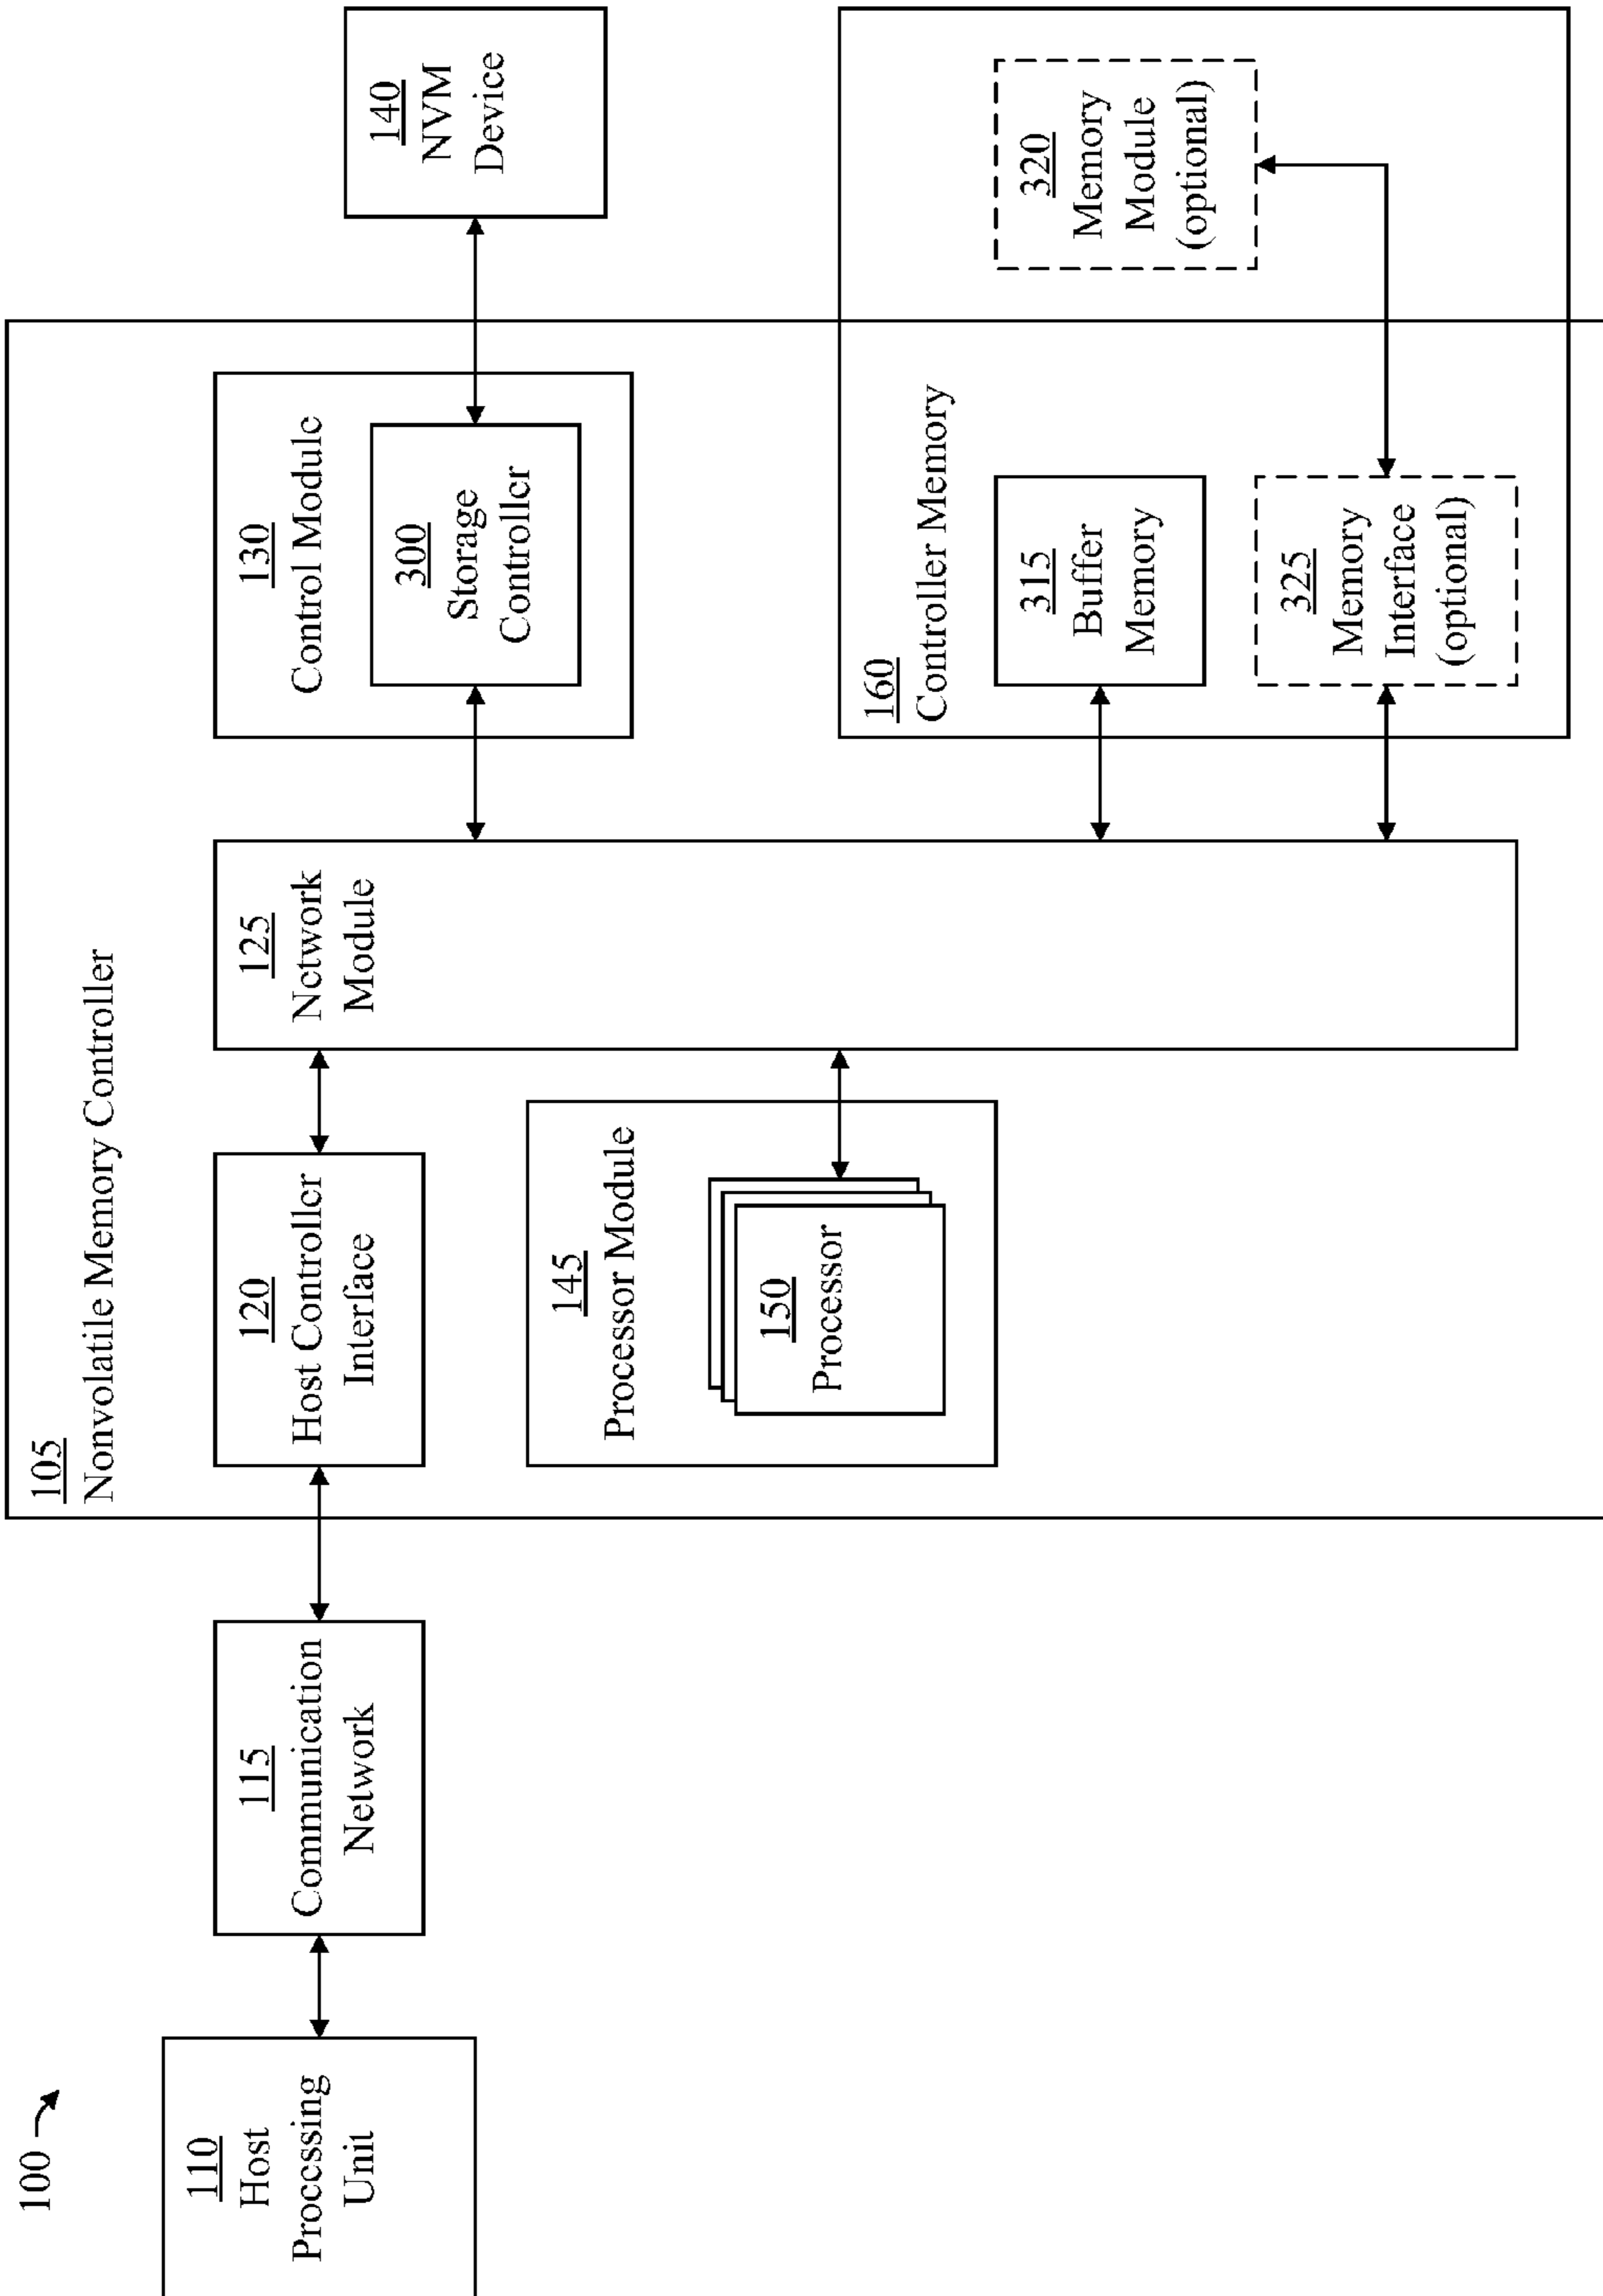 100
110
Host
Processing
Unit
115
Communication
Network
105
Nonvolatile Memory Controller
120
Host Controller
Interface
145
Processor Module
150
Processor
125
Network
Module
130
Control Module
300
Storage
Controller
140
NVM
Device
160
Controller Memory
315
Buffer
Memory
325
Memory
Interface
(optional)
320
Memory
Module
(optional)